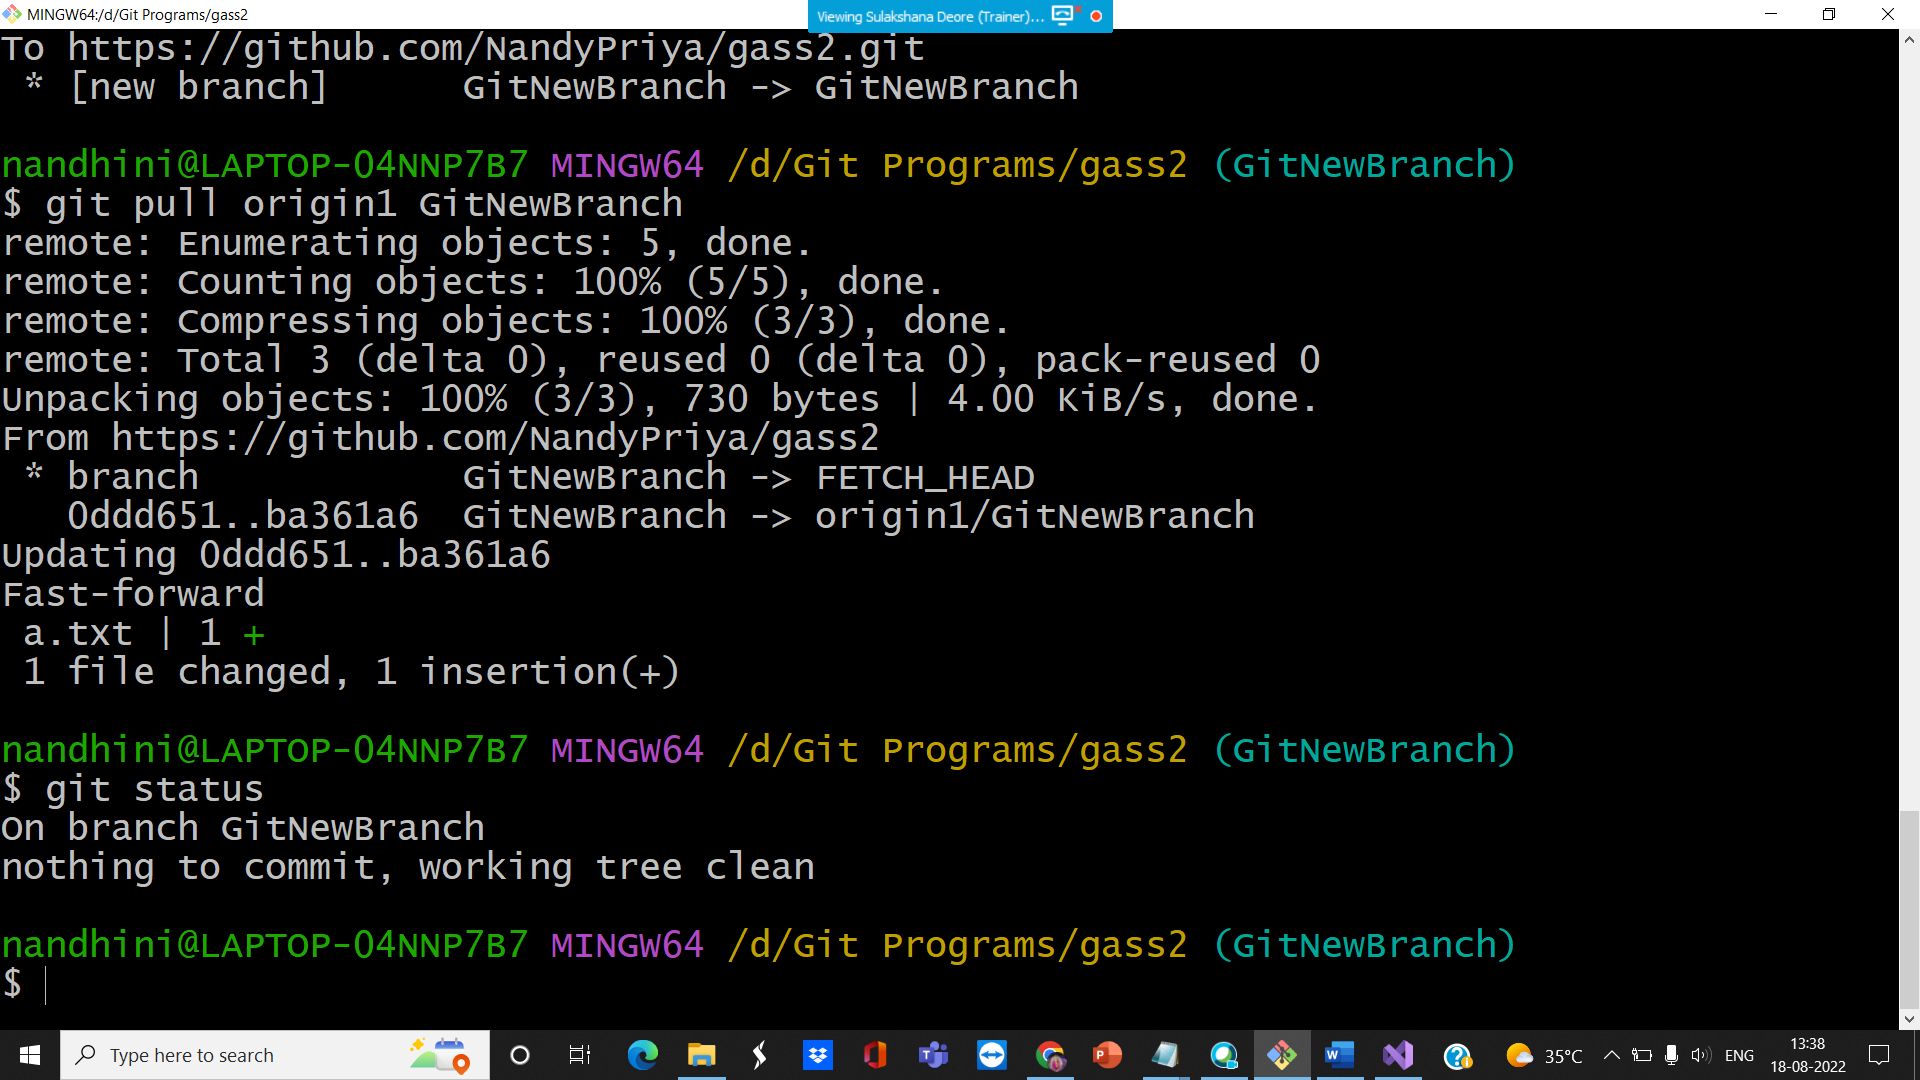 MINGW64:/d/Git Programs/gass2
Viewing Sulakshana Deore (Trainer)...
To https://github.com/NandyPriya/gass2.git
 * [new branch]      GitNewBranch -> GitNewBranch
nandhini@LAPTOP-04NNP7B7 MINGW64 /d/Git Programs/gass2 (GitNewBranch)
$ git pull origin1 GitNewBranch
remote: Enumerating objects: 5, done.
remote: Counting objects: 100% (5/5), done.
remote: Compressing objects: 100% (3/3), done.
remote: Total 3 (delta 0), reused 0 (delta 0), pack-reused 0
Unpacking objects: 100% (3/3), 730 bytes | 4.00 KiB/s, done.
From https://github.com/NandyPriya/gass2
 * branch            GitNewBranch -> FETCH_HEAD
   0ddd651..ba361a6  GitNewBranch -> origin1/GitNewBranch
Updating 0ddd651..ba361a6
Fast-forward
 a.txt | 1 +
 1 file changed, 1 insertion(+)
nandhini@LAPTOP-04NNP7B7 MINGW64 /d/Git Programs/gass2 (GitNewBranch)
$ git status
On branch GitNewBranch
nothing to commit, working tree clean
nandhini@LAPTOP-04NNP7B7 MINGW64 /d/Git Programs/gass2 (GitNewBranch)
$
Type here to search
35°C
ENG
13:38
18-08-2022